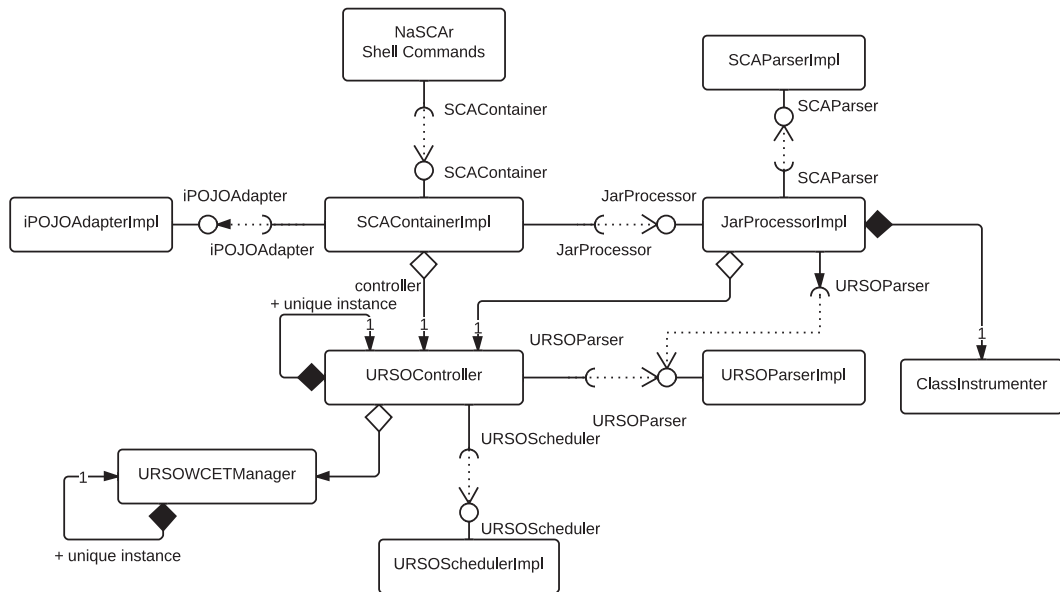 NaSCAr
Shell Commands
SCAParserImpl
SCAContainer
SCAParser
SCAContainer
SCAParser
iPOJOAdapter
JarProcessor
iPOJOAdapterImpl
SCAContainerImpl
JarProcessorImpl
iPOJOAdapter
JarProcessor
controller
URSOParser
+ unique instance
1
1
1
1
URSOParser
URSOController
URSOParserImpl
ClassInstrumenter
URSOParser
URSOScheduler
URSOWCETManager
1
URSOScheduler
+ unique instance
URSOSchedulerImpl